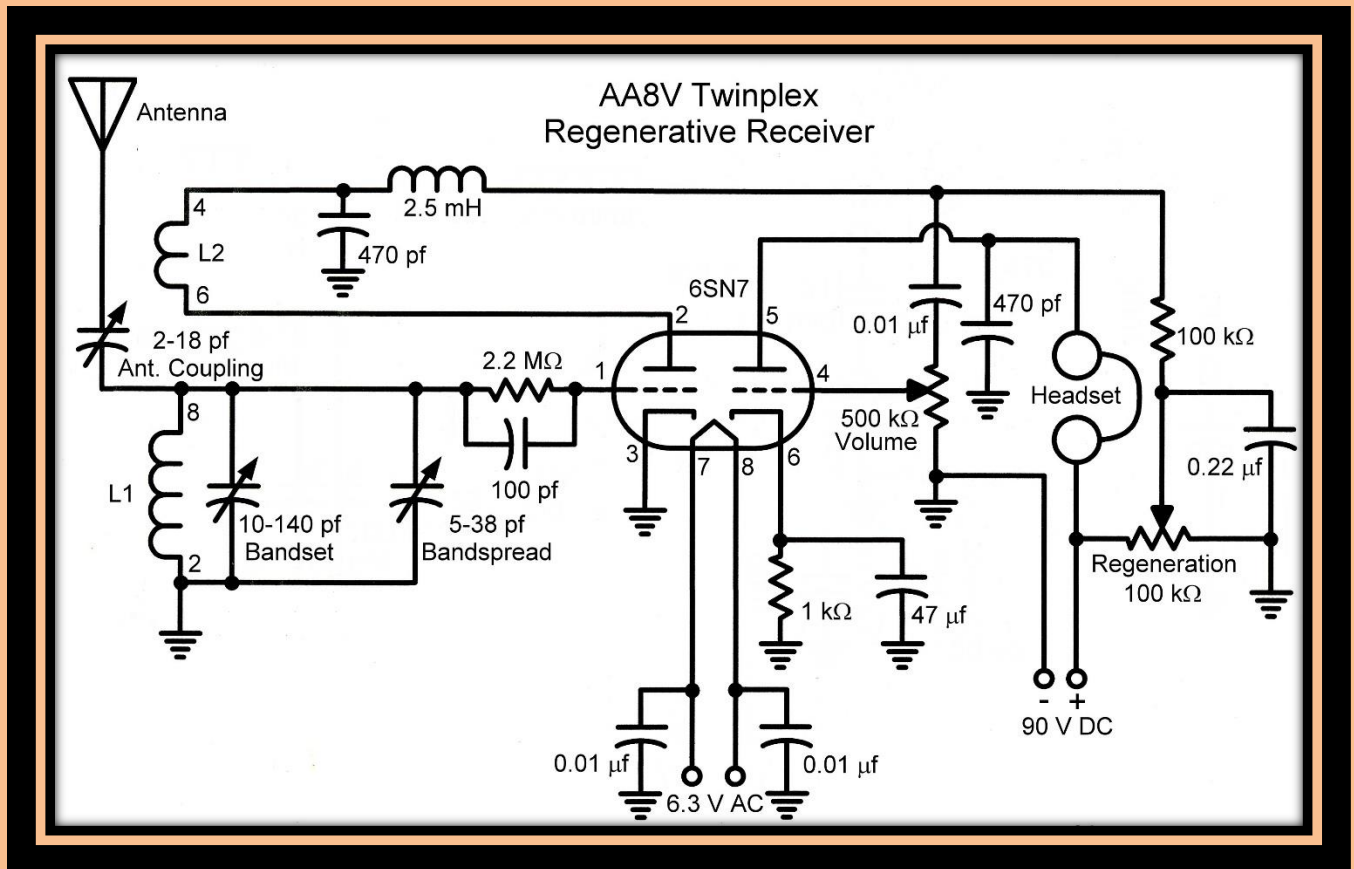 AA8V Twinplex
Regenerative Receiver
Antenna
4
2.5 mH
L2
470 pf
6
6SN7
2
5
0.01 μf
470 pf
100 kΩ
2-18 pf
Ant. Coupling
2.2 MΩ
1
4
Headset
8
500 kΩ
Volume
3
7
8
6
0.22 μf
L1
100 pf
10-140 pf
Bandset
5-38 pf
Bandspread
2
Regeneration
100 kΩ
1 kΩ
47 μf
- +
90 V DC
0.01 μf
6.3 V AC
0.01 μf